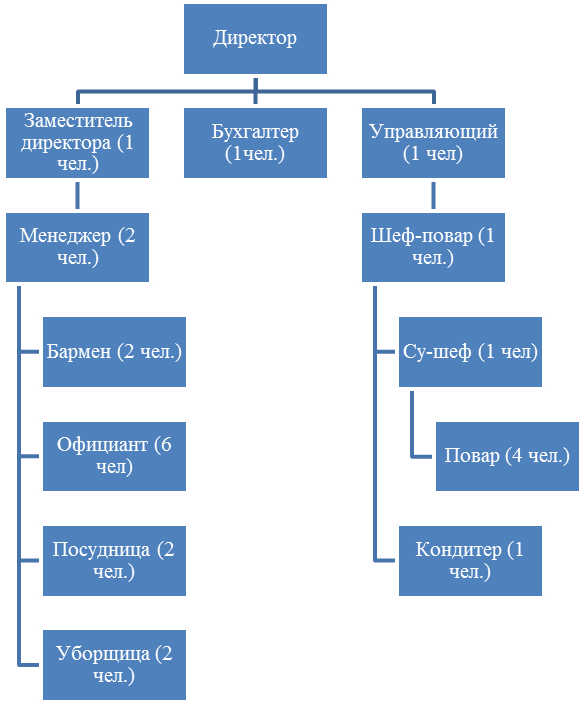 Директор
Заместитель
директора (1
чел.)
Бухгалтер
(1чел.)
Управляющий
(1 чел)
Менеджер (2
чел.)
Шеф-повар (1
чел.)
Бармен (2 чел.)
Су-шеф (1 чел)
Официант (6
чел)
Повар (4 чел.)
Посудница (2
чел.)
Кондитер (1
чел.)
Уборщица (2
чел.)